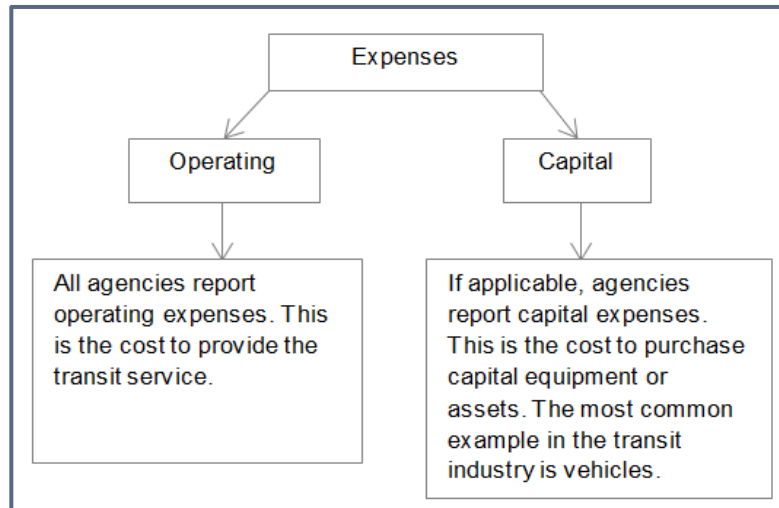 Expenses
Operating
Capital
All agencies report
operating expenses. This
is the cost to provide the
transit service.
If applicable, agencies
report capital expenses.
This is the cost to purchase
capital equipment or
assets. The most common
example in the transit
industry is vehicles.